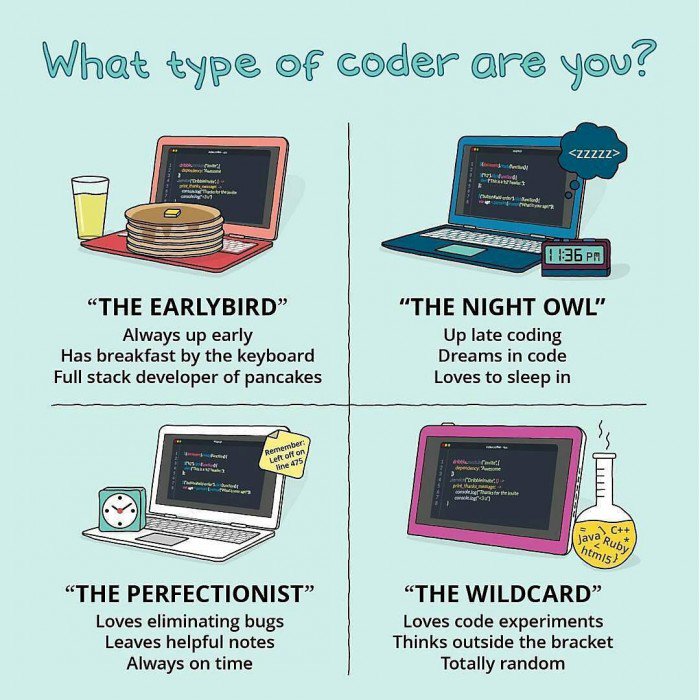 What type of coder are you?
<zzzzz>
11:36 PM
"THE EARLYBIRD"
Always up early
Has breakfast by the keyboard
Full stack developer of pancakes
"THE NIGHT OWL"
Up late coding
Dreams in code
Loves to sleep in
Remember:
Left off on
line 475
"THE PERFECTIONIST"
Loves eliminating bugs
Leaves helpful notes
Always on time
= \ C++
Java Ruby *
< html5 }
"THE WILDCARD"
Loves code experiments
Thinks outside the bracket
Totally random